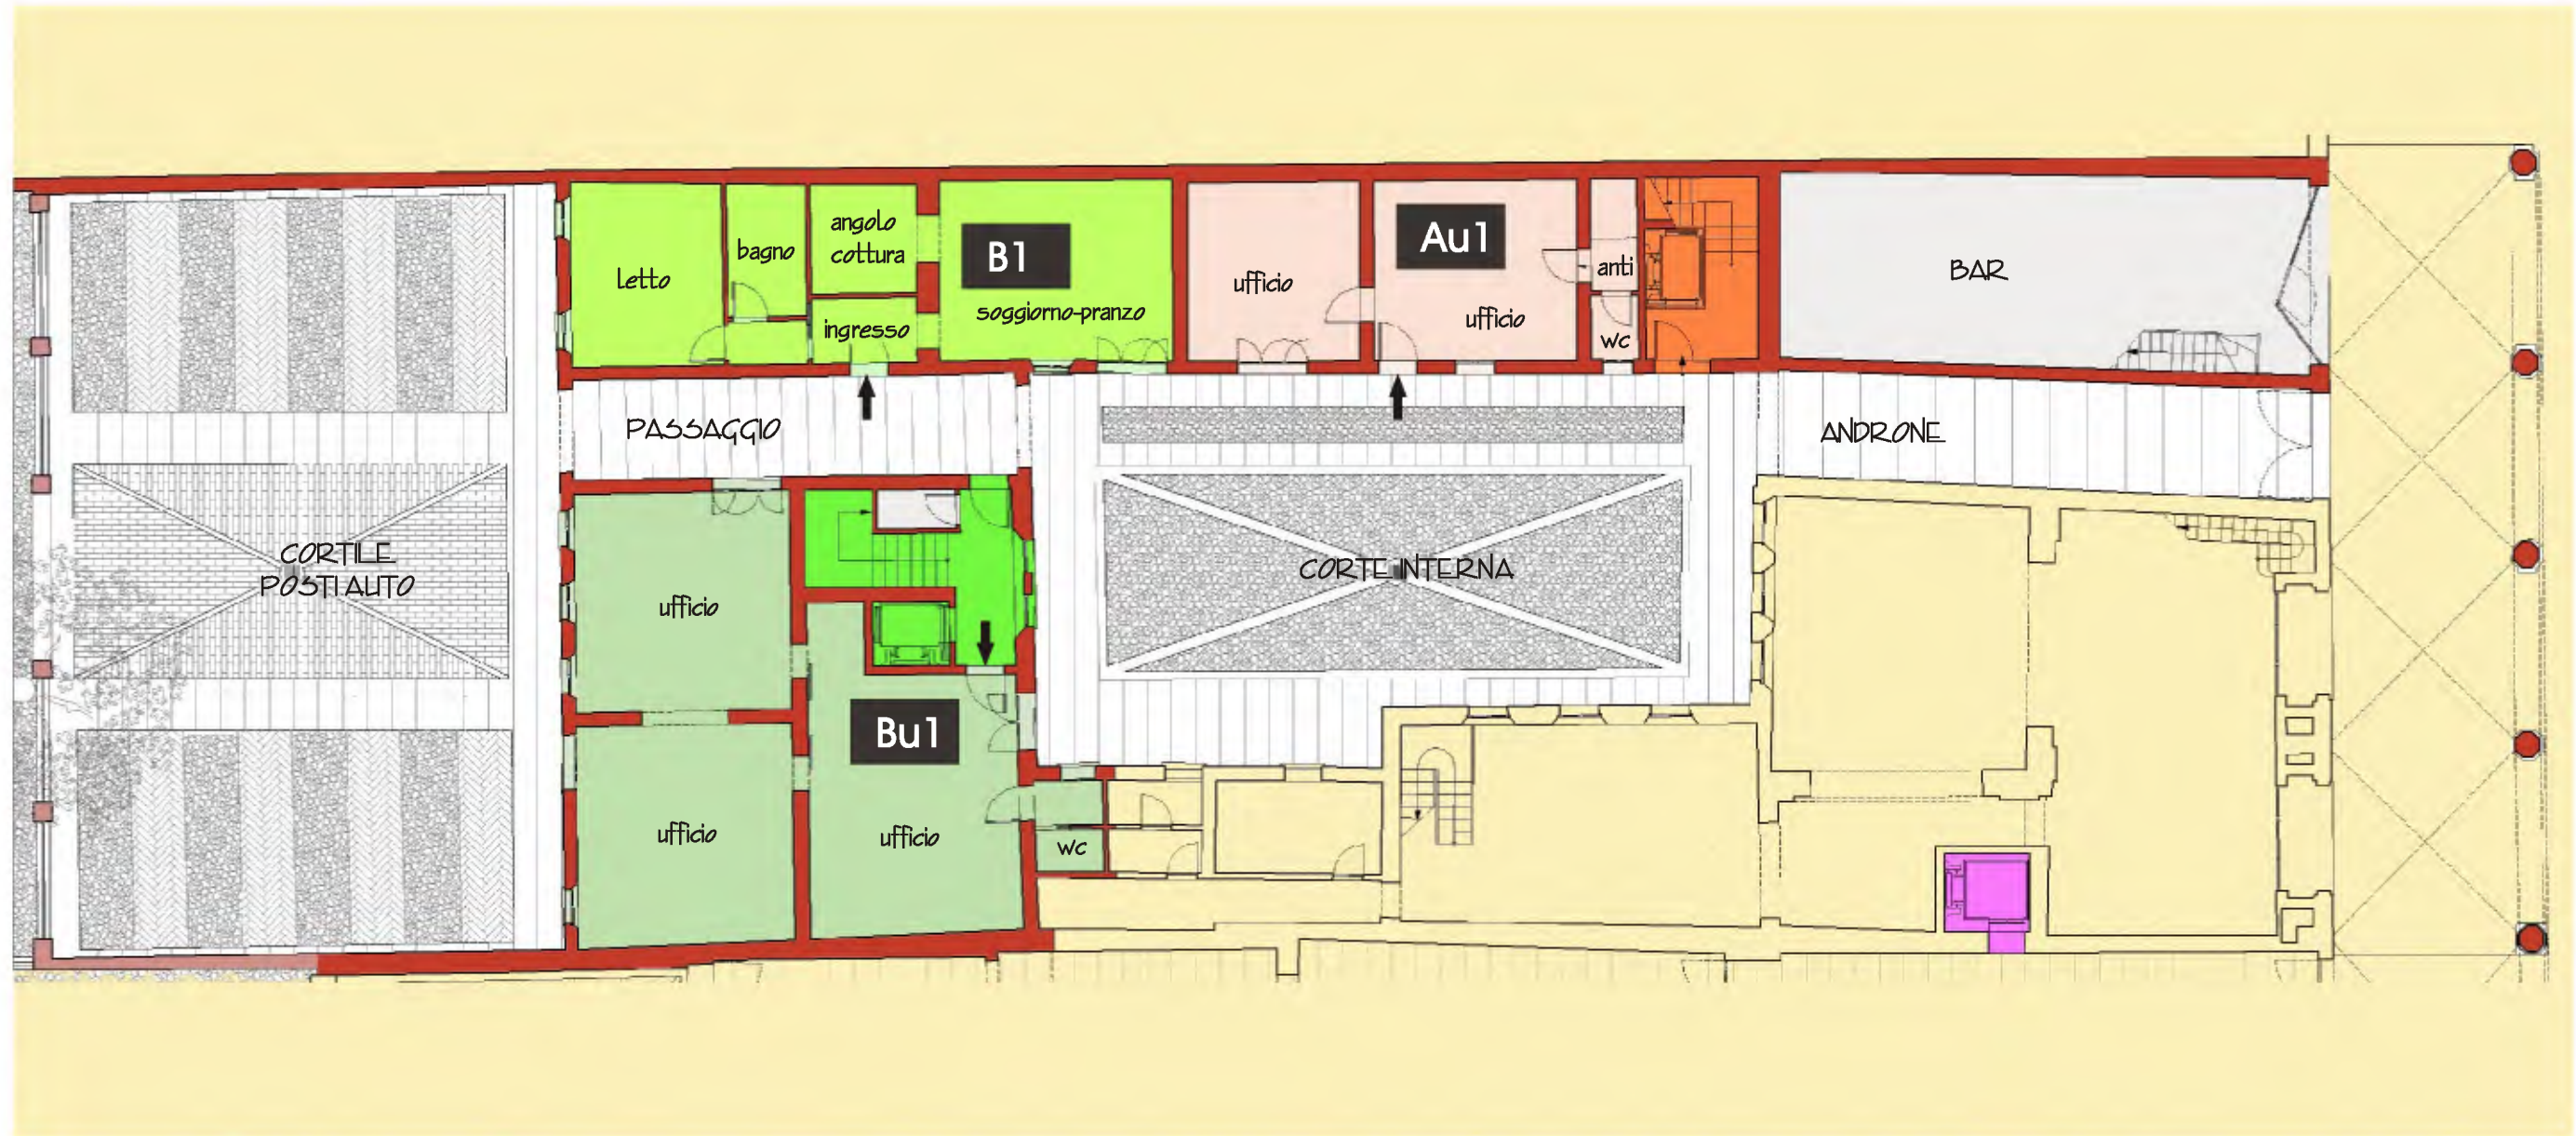 letto
bagno
angolo
cottura
ingresso
B1
soggiorno-pranzo
ufficio
Au1
ufficio
anti
wc
BAR
PASSAGGIO
ANDRONE
CORTILE
POSTI AUTO
ufficio
CORTE INTERNA
Bu1
ufficio
ufficio
wc